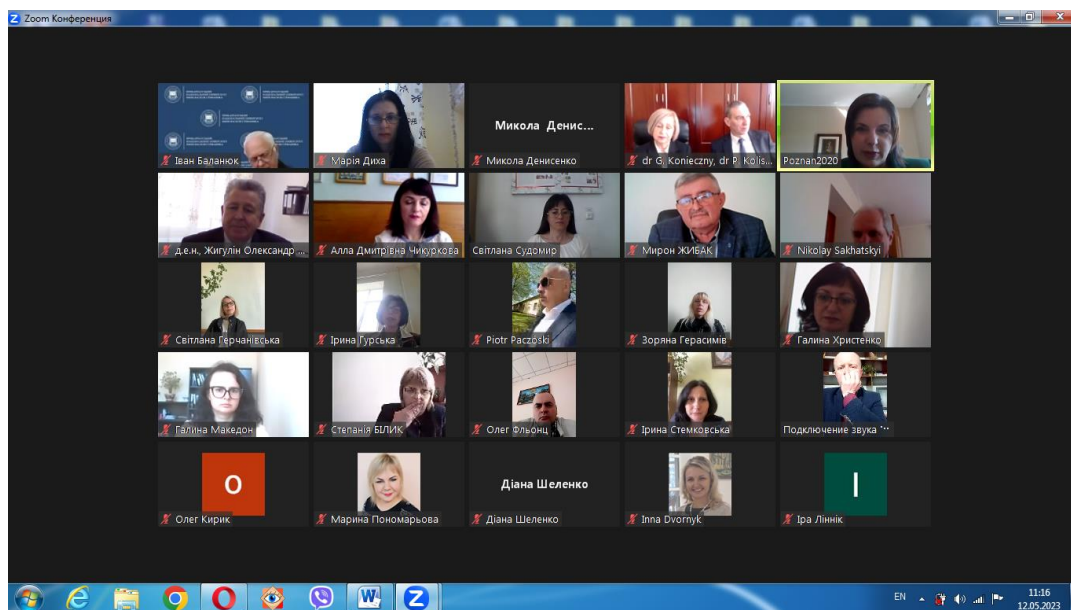 Zoom Конференция
Іван Баланюк
Марія Диха
Микола Денис...
Микола Денисенко
dr G, Konieczny, dr P. Kolis...
Poznan2020
д.е.н., Жигулін Олександр ...
Алла Дмитрівна Чикуркова
Світлана Судомир
Мирон ЖИБАК
Nikolay Sakhatskyi
Світлана Герчанівська
Ірина Гурська
Piotr Paczoski
Зоряна Герасимів
Галина Христенко
Галина Македон
Степанія БІЛИК
Олег Фльонц
Ірина Стемковська
Подключение звука ...
О
Олег Кирик
Марина Пономарьова
Діана Шеленко
Діана Шеленко
Inna Dvornyk
І
Іра Ліннік
EN
11:16
12.05.2023